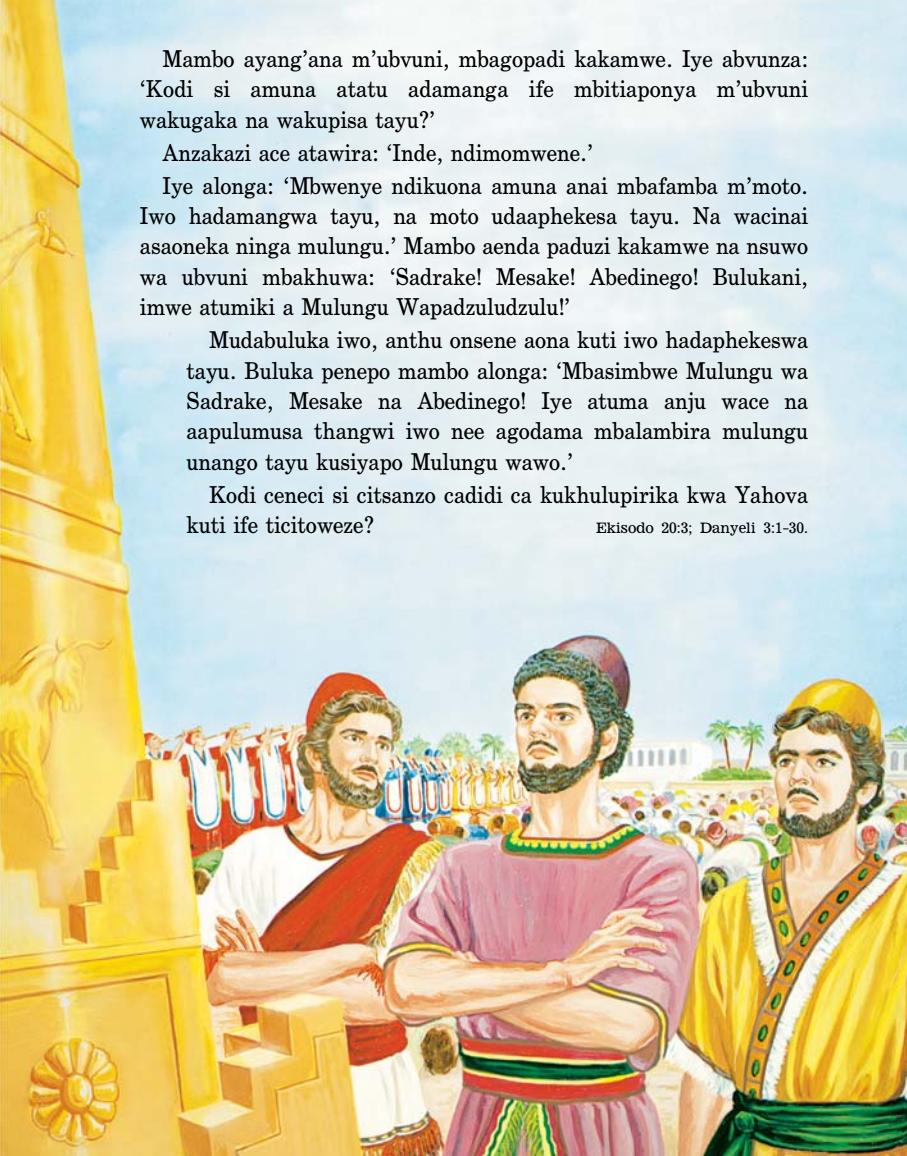 Mambo ayang’ana m’ubvuni, mbagopadi kakamwe. Iye abvunza:
‘Kodi si amuna atatu adamanga ife mbitiaponya m’ubvuni
wakugaka na wakupisa tayu?’
Anzakazi ace atawira: ‘Inde, ndimomwene.’
Iye alonga: ‘Mbwenye ndikuona amuna anai mbafamba m’moto.
Iwo hadamangwa tayu, na moto udaaphekesa tayu. Na wacinai
asaoneka ninga mulungu.’ Mambo aenda paduzi kakamwe na nsuwo
wa ubvuni mbakhuwa: ‘Sadrake! Mesake! Abedinego! Bulukani,
imwe atumiki a Mulungu Wapadzuludzulu!’
Mudabuluka iwo, anthu onsene aona kuti iwo hadaphekeswa
tayu. Buluka penepo mambo alonga: ‘Mbasimbwe Mulungu wa
Sadrake, Mesake na Abedinego! Iye atuma anju wace na
aapulumusa thangwi iwo nee agodama mbalambira mulungu
unango tayu kusiyapo Mulungu wawo.’
Kodi ceneci si citsanzo cadidi ca kukhulupirika kwa Yahova
kuti ife ticitoweze? Ekisodo 20:3; Danyeli 3:1-30.